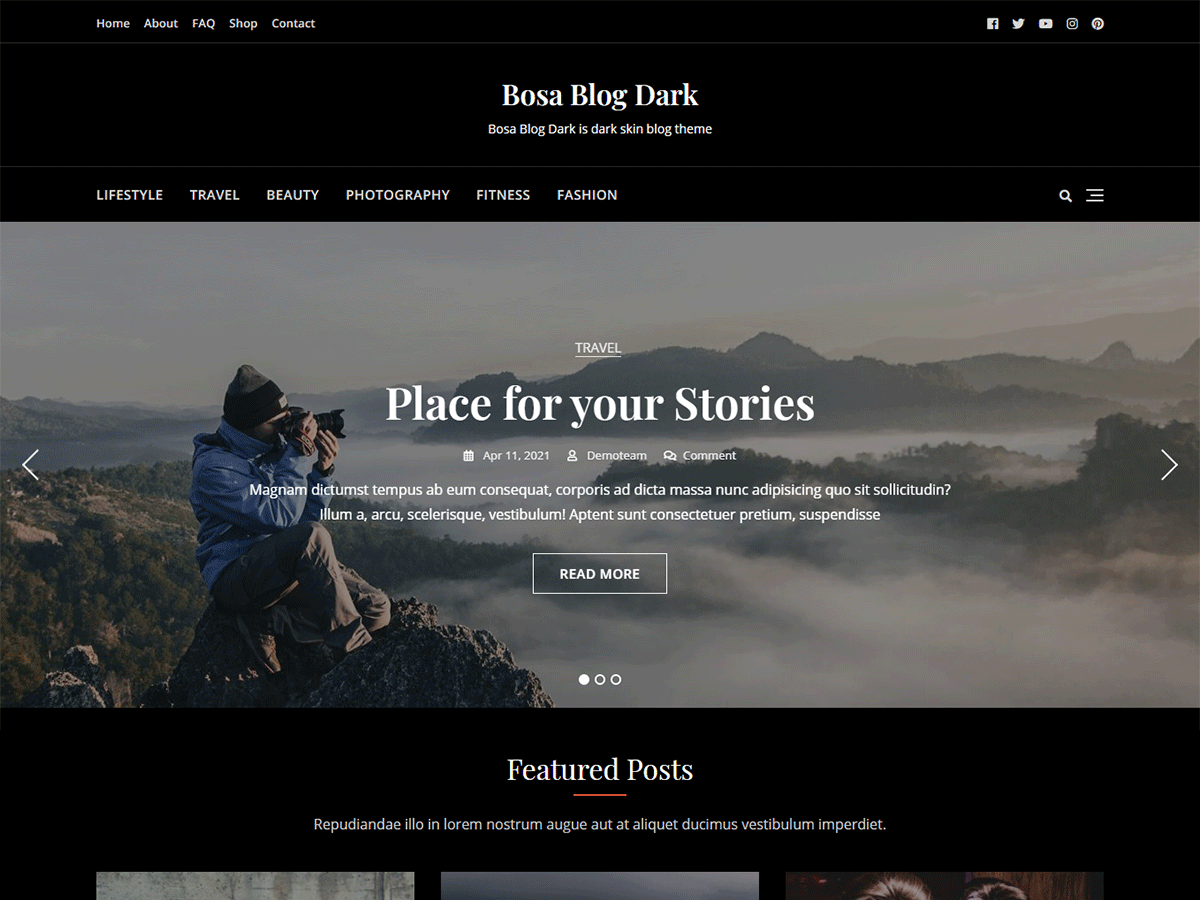 Home About FAQ Shop Contact
Bosa Blog Dark
Bosa Blog Dark is dark skin blog theme
LIFESTYLE TRAVEL BEAUTY PHOTOGRAPHY FITNESS FASHION
TRAVEL
Place for your Stories
Apr 11, 2021 Demoteam Comment
Magnam dictumst tempus ab eum consequat, corporis ad dicta massa nunc adipisicing quo sit sollicitudin?
Illum a, arcu, scelerisque, vestibulum! Aptent sunt consectetuer pretium, suspendisse
READ MORE
Featured Posts
Repudiandae illo in lorem nostrum augue aut at aliquet ducimus vestibulum imperdiet.